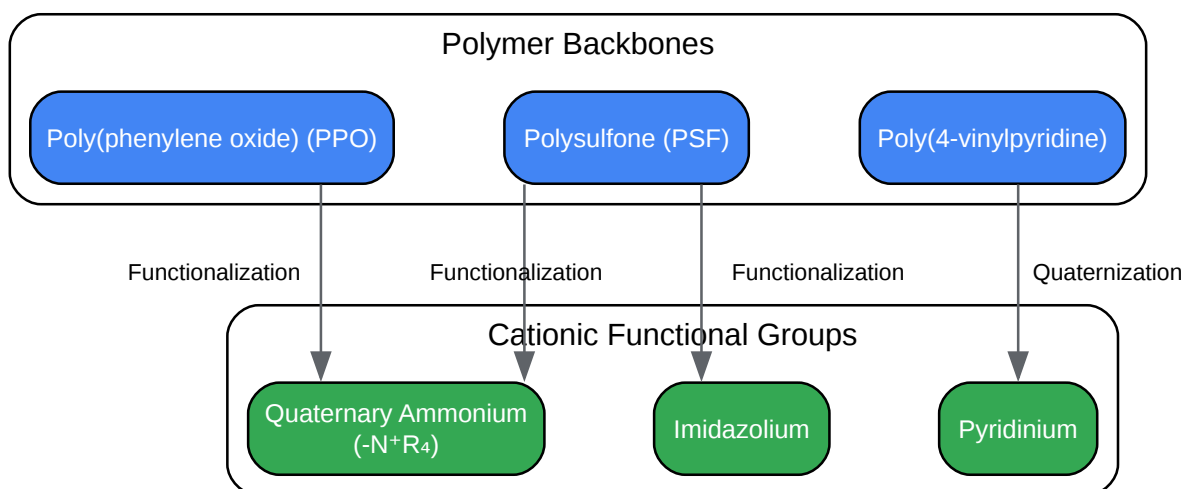 Polymer Backbones
Poly(phenylene oxide) (PPO)
Polysulfone (PSF)
Poly(4-vinylpyridine)
Functionalization
Functionalization
Functionalization
Quaternization
Cationic Functional Groups
Quaternary Ammonium
(-N⁺R₄)
Imidazolium
Pyridinium